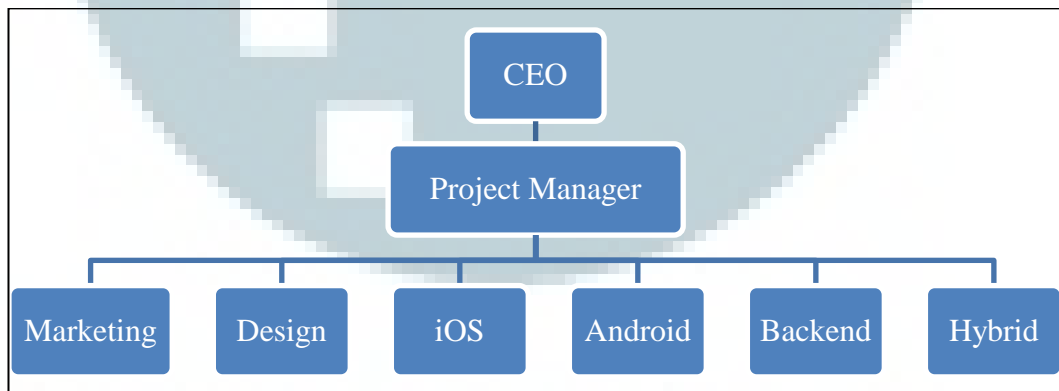 CEO
Project Manager
Marketing
Design
iOS
Android
Backend
Hybrid